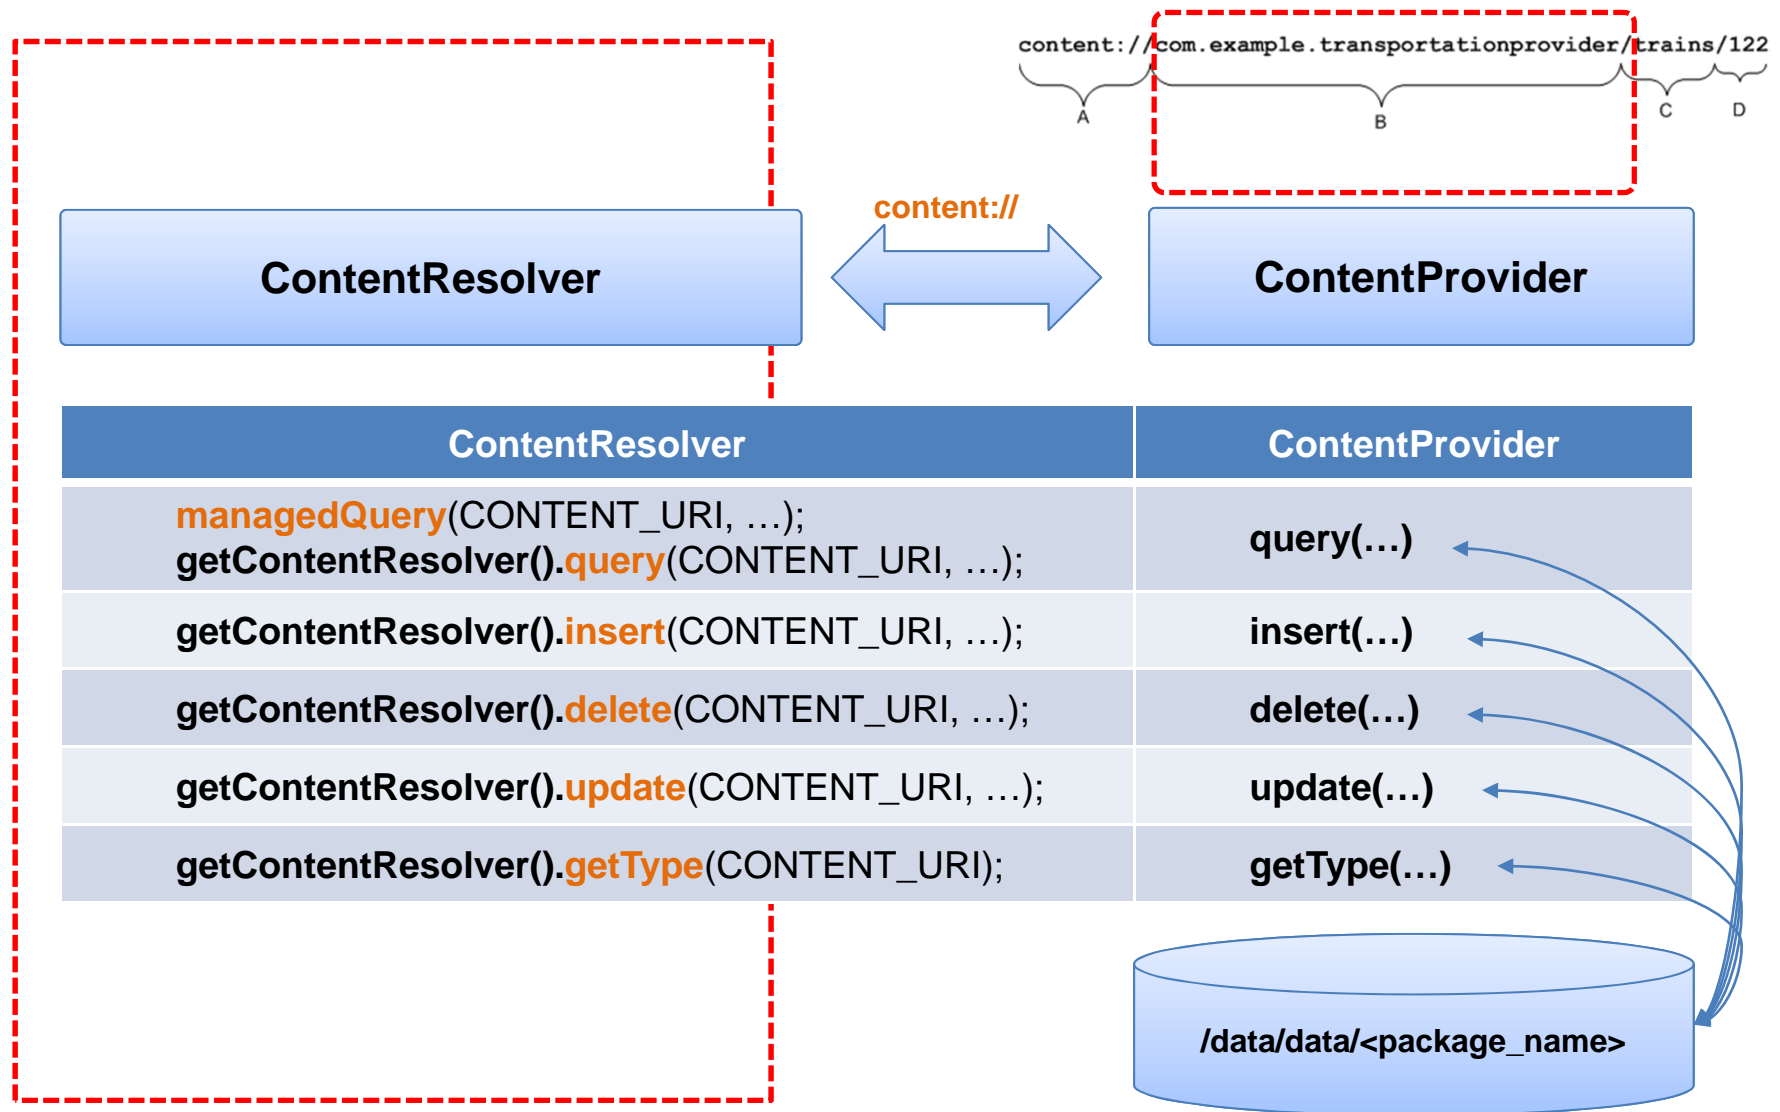 content://com.example.transportationprovider/trains/122
A
B
C
D
content://
ContentResolver
ContentProvider
ContentResolver
ContentProvider
managedQuery(CONTENT_URI, …);
getContentResolver().query(CONTENT_URI, …);
query(…)
getContentResolver().insert(CONTENT_URI, …);
insert(…)
getContentResolver().delete(CONTENT_URI, …);
delete(…)
getContentResolver().update(CONTENT_URI, …);
update(…)
getContentResolver().getType(CONTENT_URI);
getType(…)
/data/data/<package_name>